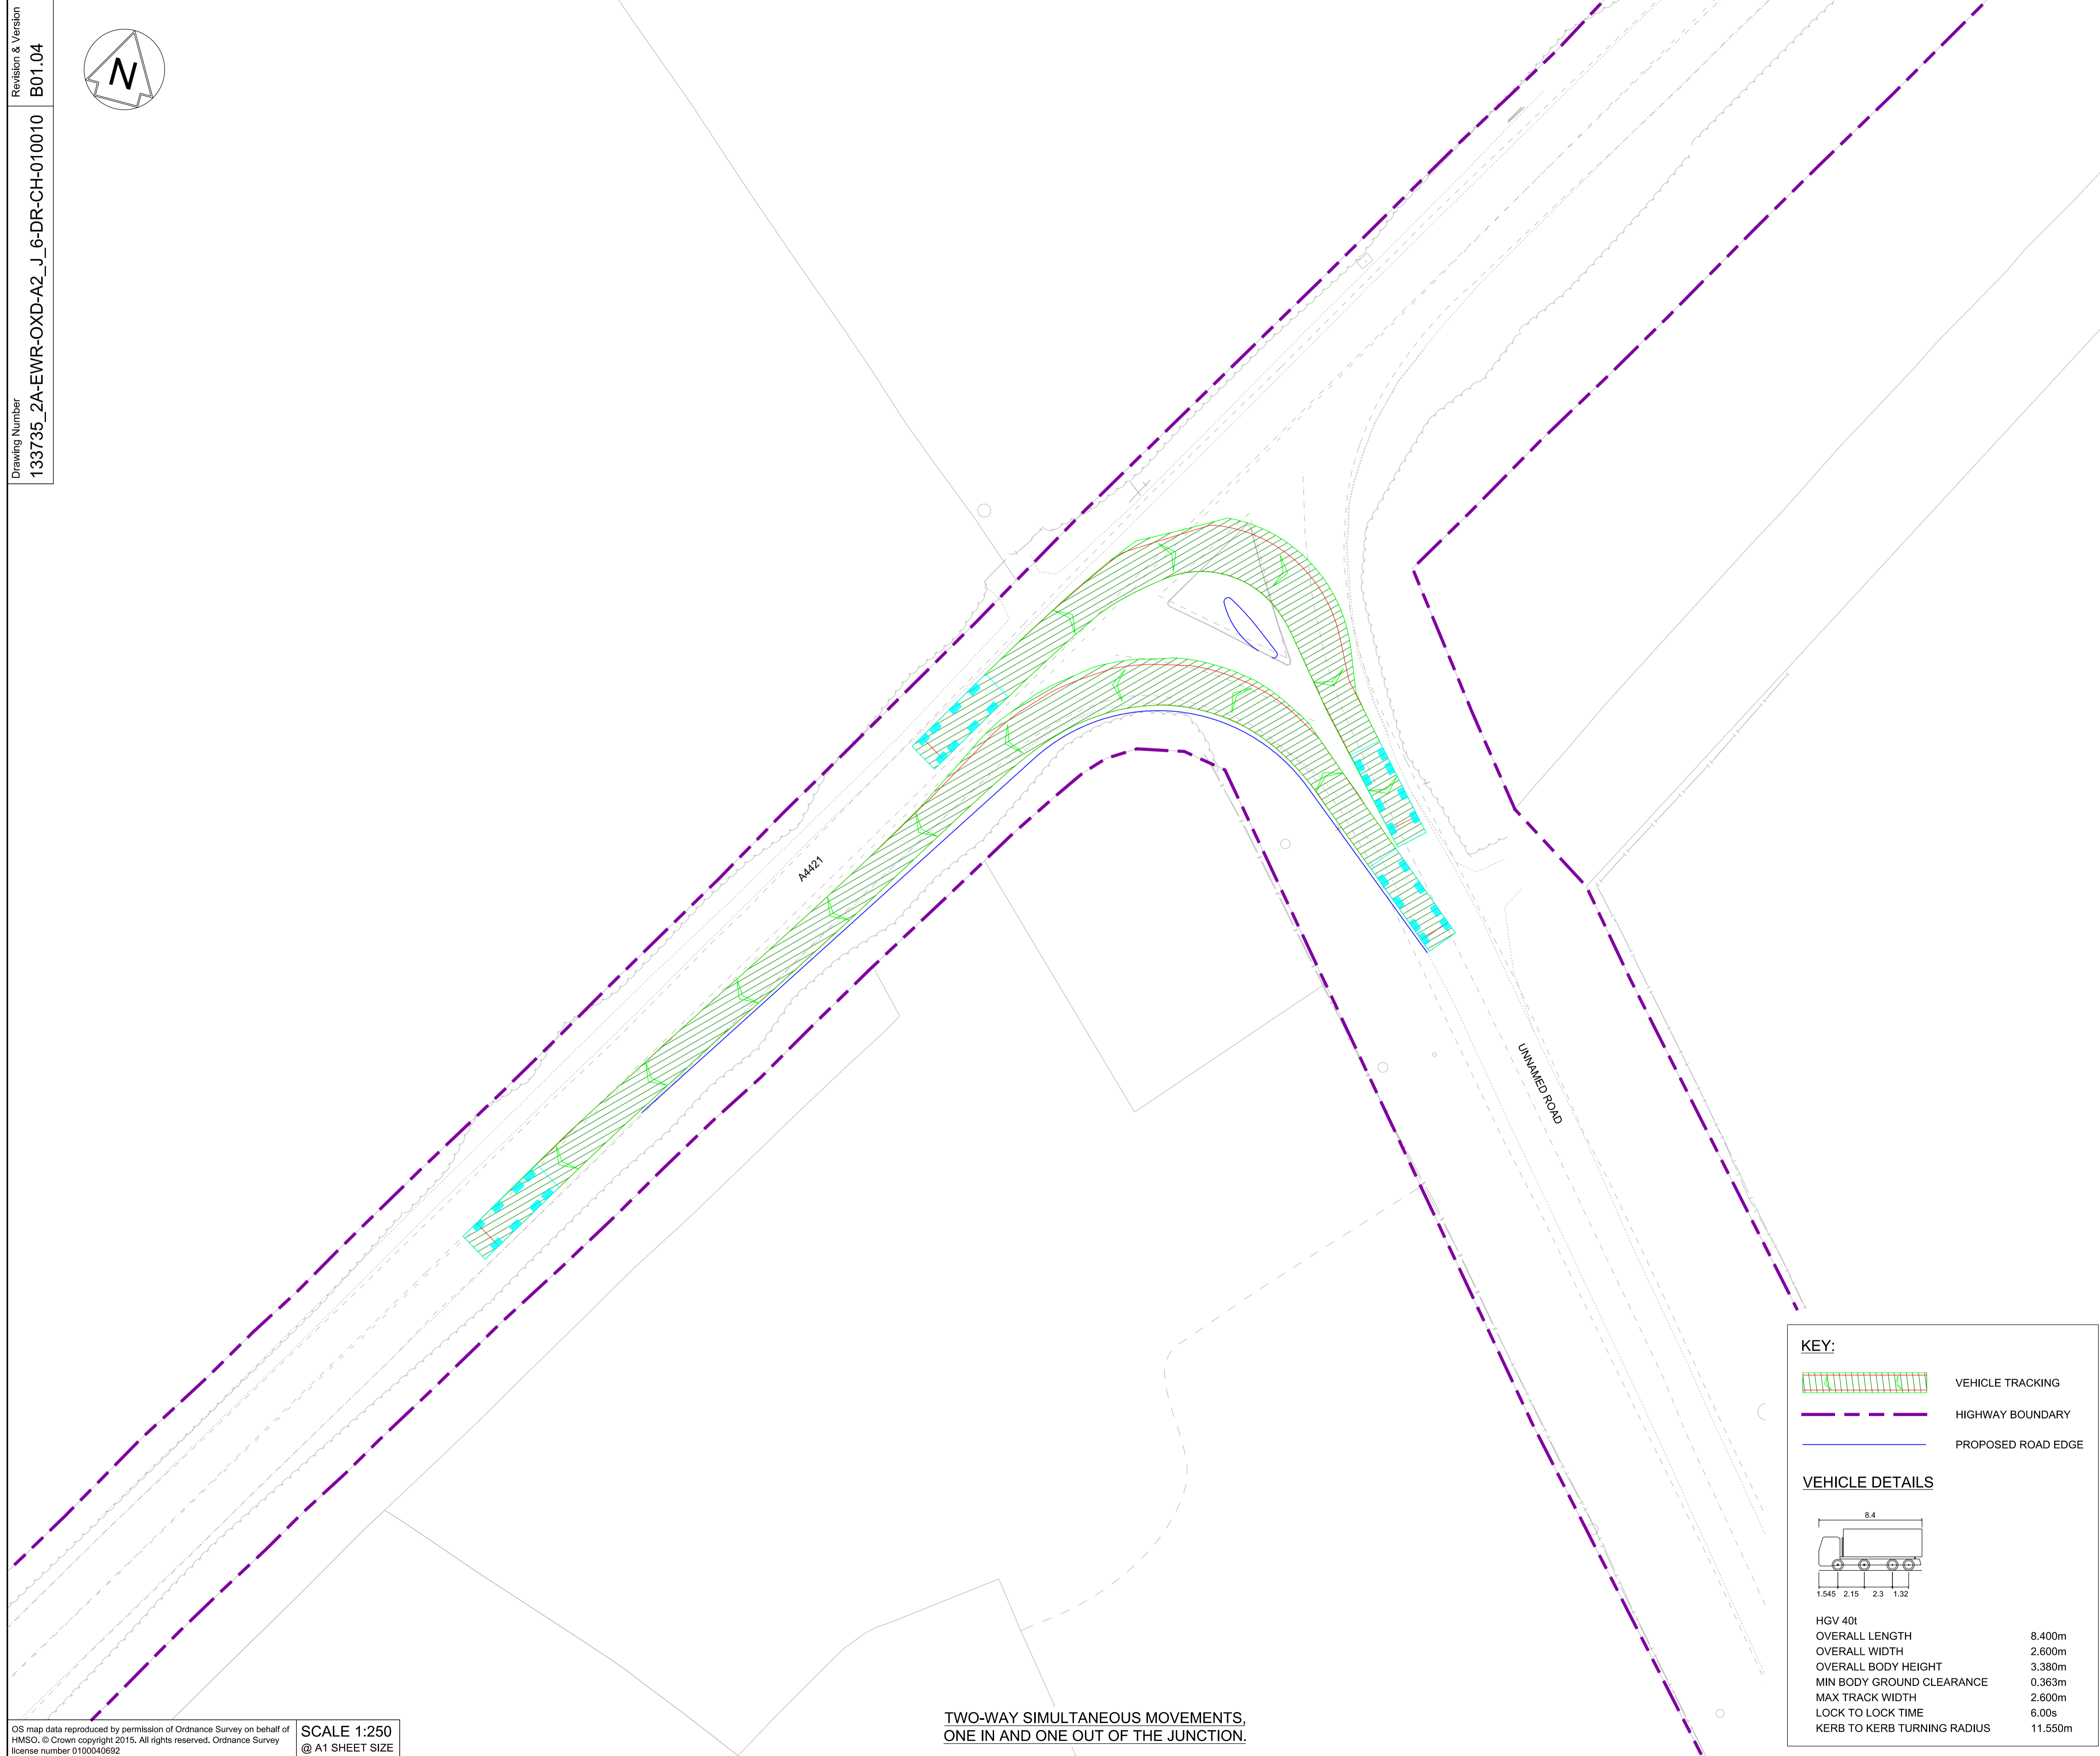 Revision & Version
B01.04
Drawing Number
133735_2A-EWR-OXD-A2_J_6-DR-CH-010010
N
A4421
UNNAMED ROAD
KEY:
VEHICLE TRACKING
HIGHWAY BOUNDARY
PROPOSED ROAD EDGE
VEHICLE DETAILS
8.4
1.545 2.15 2.3 1.32
HGV 40t
OVERALL LENGTH 8.400m
OVERALL WIDTH 2.600m
OVERALL BODY HEIGHT 3.380m
MIN BODY GROUND CLEARANCE 0.363m
MAX TRACK WIDTH 2.600m
LOCK TO LOCK TIME 6.00s
KERB TO KERB TURNING RADIUS 11.550m
TWO-WAY SIMULTANEOUS MOVEMENTS,
ONE IN AND ONE OUT OF THE JUNCTION.
OS map data reproduced by permission of Ordnance Survey on behalf of
HMSO. © Crown copyright 2015. All rights reserved. Ordnance Survey
license number 0100040692
SCALE 1:250
@ A1 SHEET SIZE